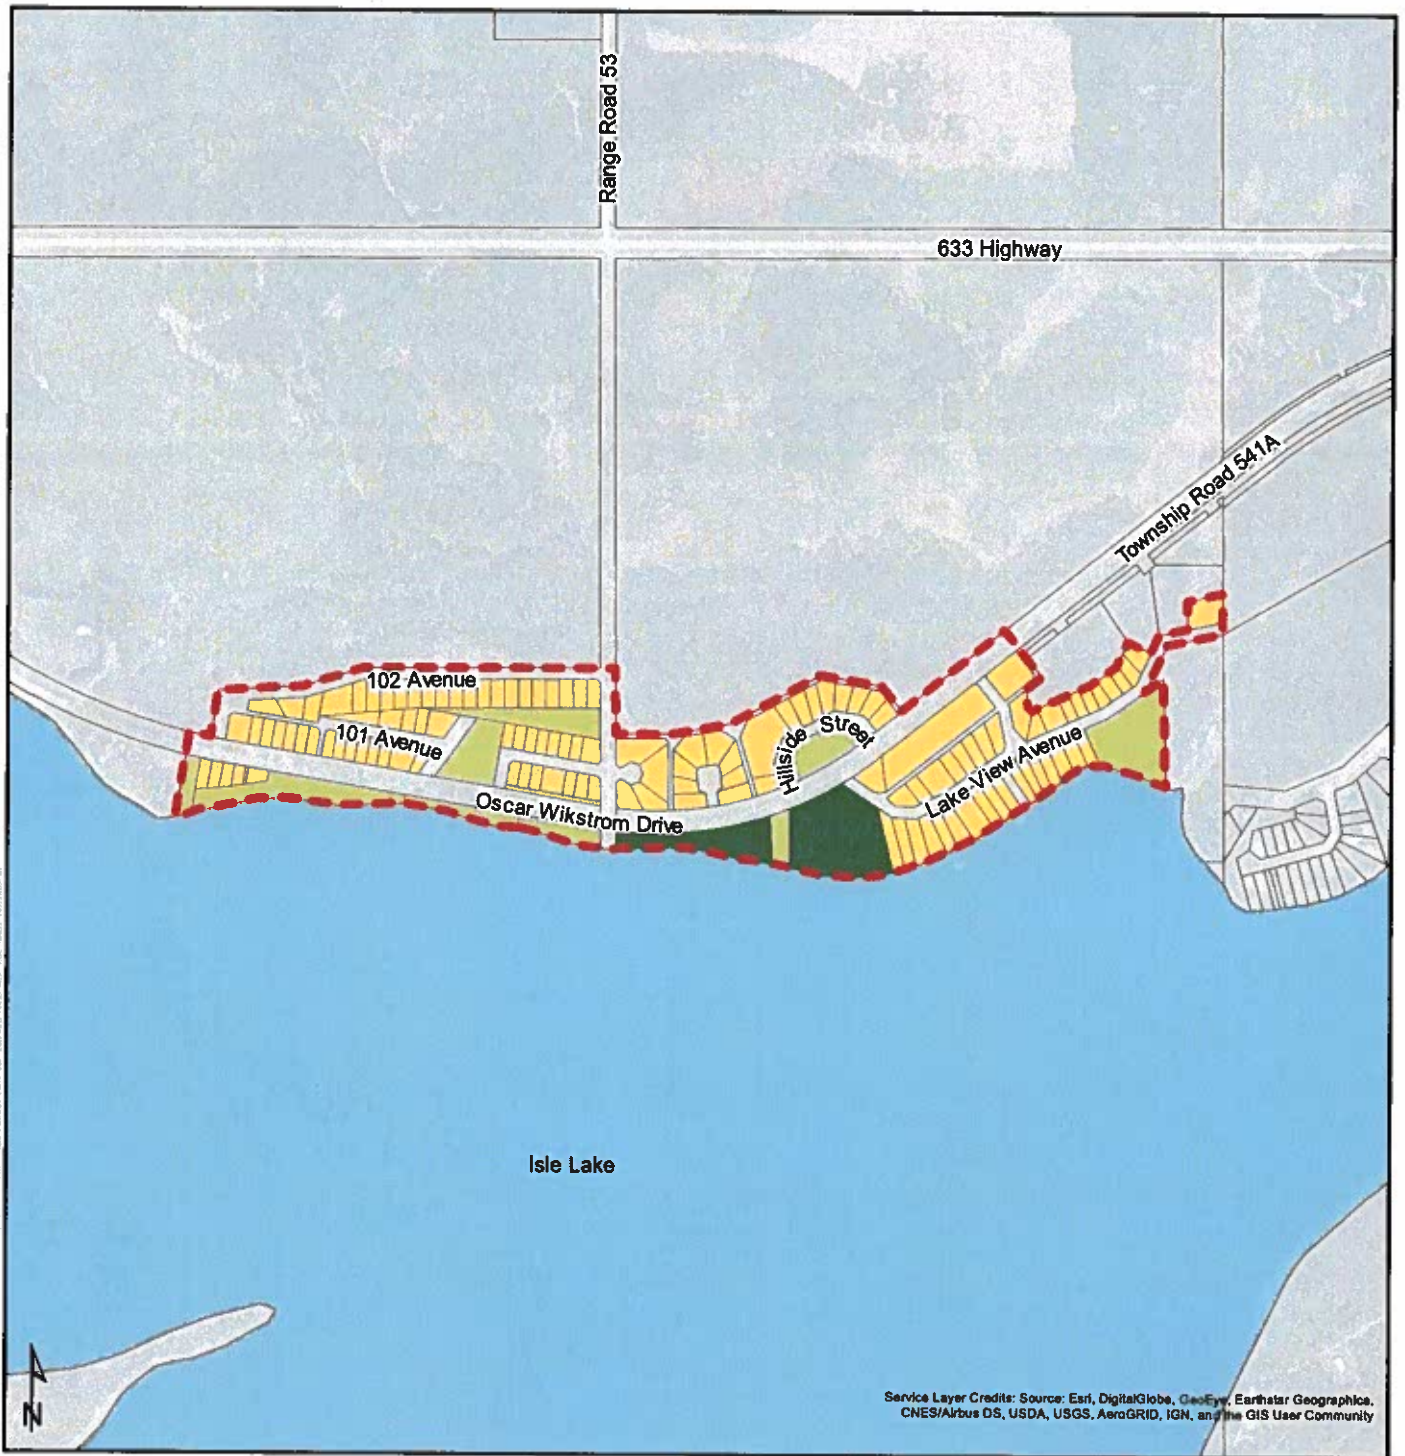 Range Road 53
633 Highway
Township Road 541A
102 Avenue
101 Avenue
Hillside Street
Lake-View Avenue
Oscar Wikstrom Drive
Isle Lake
N
Service Layer Credits: Source: Esri, DigitalGlobe, GeoEye, Earthstar Geographics,
CNES/Airbus DS, USDA, USGS, AeroGRID, IGN, and the GIS User Community